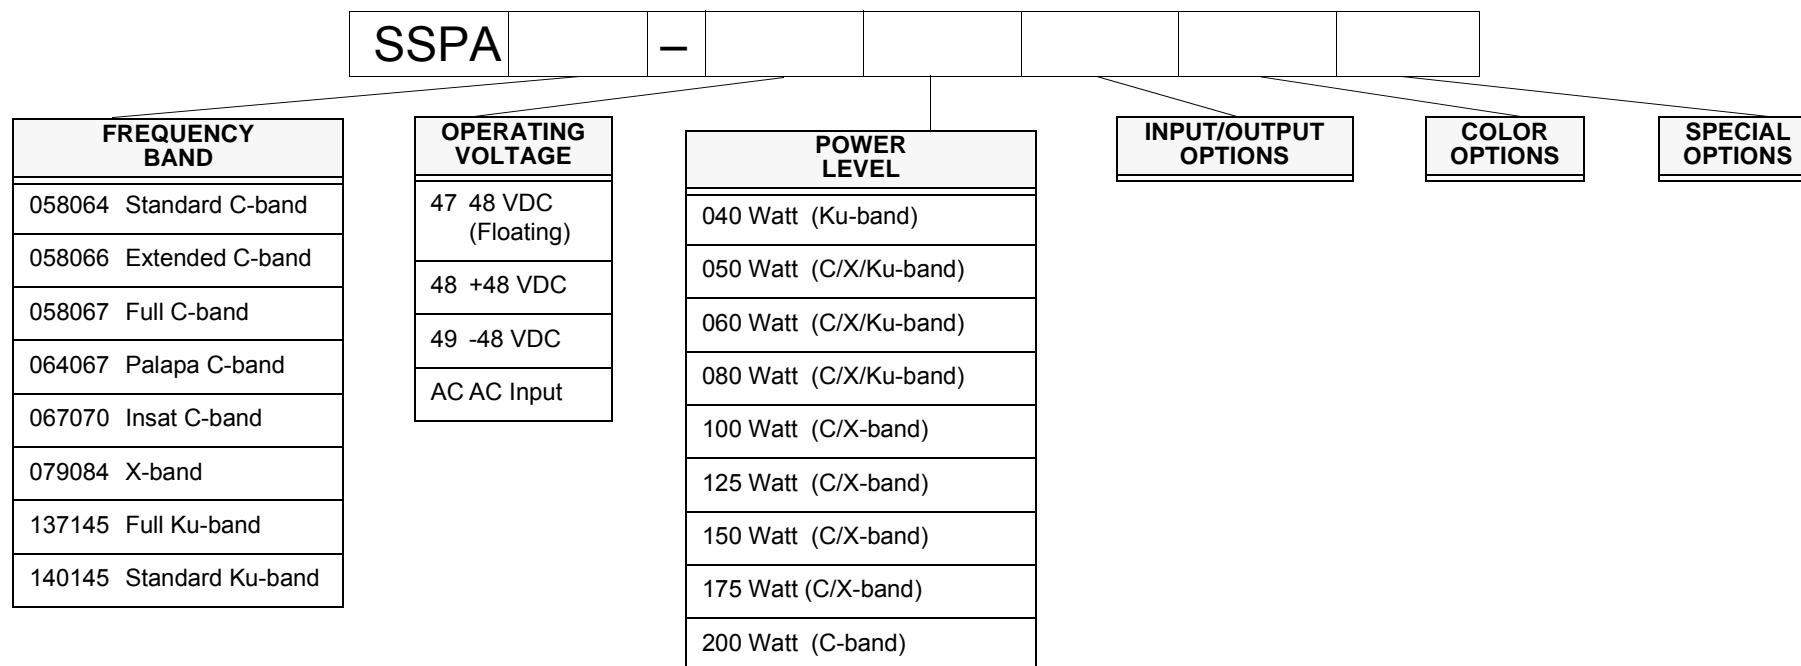 SSPA –
FREQUENCY
BAND
058064 Standard C-band
058066 Extended C-band
058067 Full C-band
064067 Palapa C-band
067070 Insat C-band
079084 X-band
137145 Full Ku-band
140145 Standard Ku-band
OPERATING
VOLTAGE
47 48 VDC
(Floating)
48 +48 VDC
49 -48 VDC
AC AC Input
POWER
LEVEL
040 Watt (Ku-band)
050 Watt (C/X/Ku-band)
060 Watt (C/X/Ku-band)
080 Watt (C/X/Ku-band)
100 Watt (C/X-band)
125 Watt (C/X-band)
150 Watt (C/X-band)
175 Watt (C/X-band)
200 Watt (C-band)
INPUT/OUTPUT
OPTIONS
COLOR
OPTIONS
SPECIAL
OPTIONS